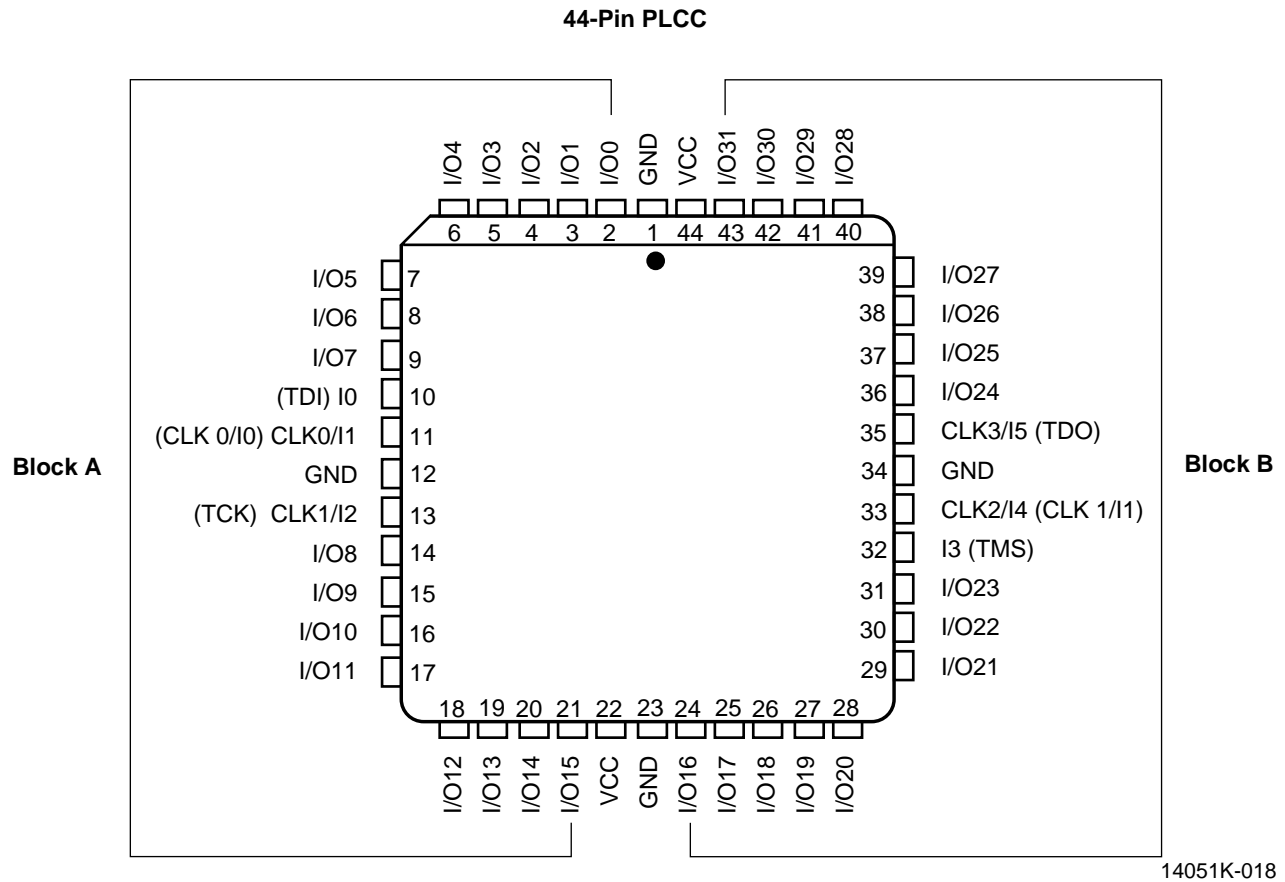 44-Pin PLCC
I/O4
I/O3
I/O2
I/O1
I/O0
GND
VCC
I/O31
I/O30
I/O29
I/O28
6 5 4 3 2 1 44 43 42 41 40
I/O5 7
I/O6 8
I/O7 9
(TDI) I0 10
(CLK 0/I0) CLK0/I1 11
GND 12
(TCK) CLK1/I2 13
I/O8 14
I/O9 15
I/O10 16
I/O11 17
Block A
39 I/O27
38 I/O26
37 I/O25
36 I/O24
35 CLK3/I5 (TDO)
34 GND
33 CLK2/I4 (CLK 1/I1)
32 I3 (TMS)
31 I/O23
30 I/O22
29 I/O21
Block B
18 19 20 21 22 23 24 25 26 27 28
I/O12
I/O13
I/O14
I/O15
VCC
GND
I/O16
I/O17
I/O18
I/O19
I/O20
14051K-018